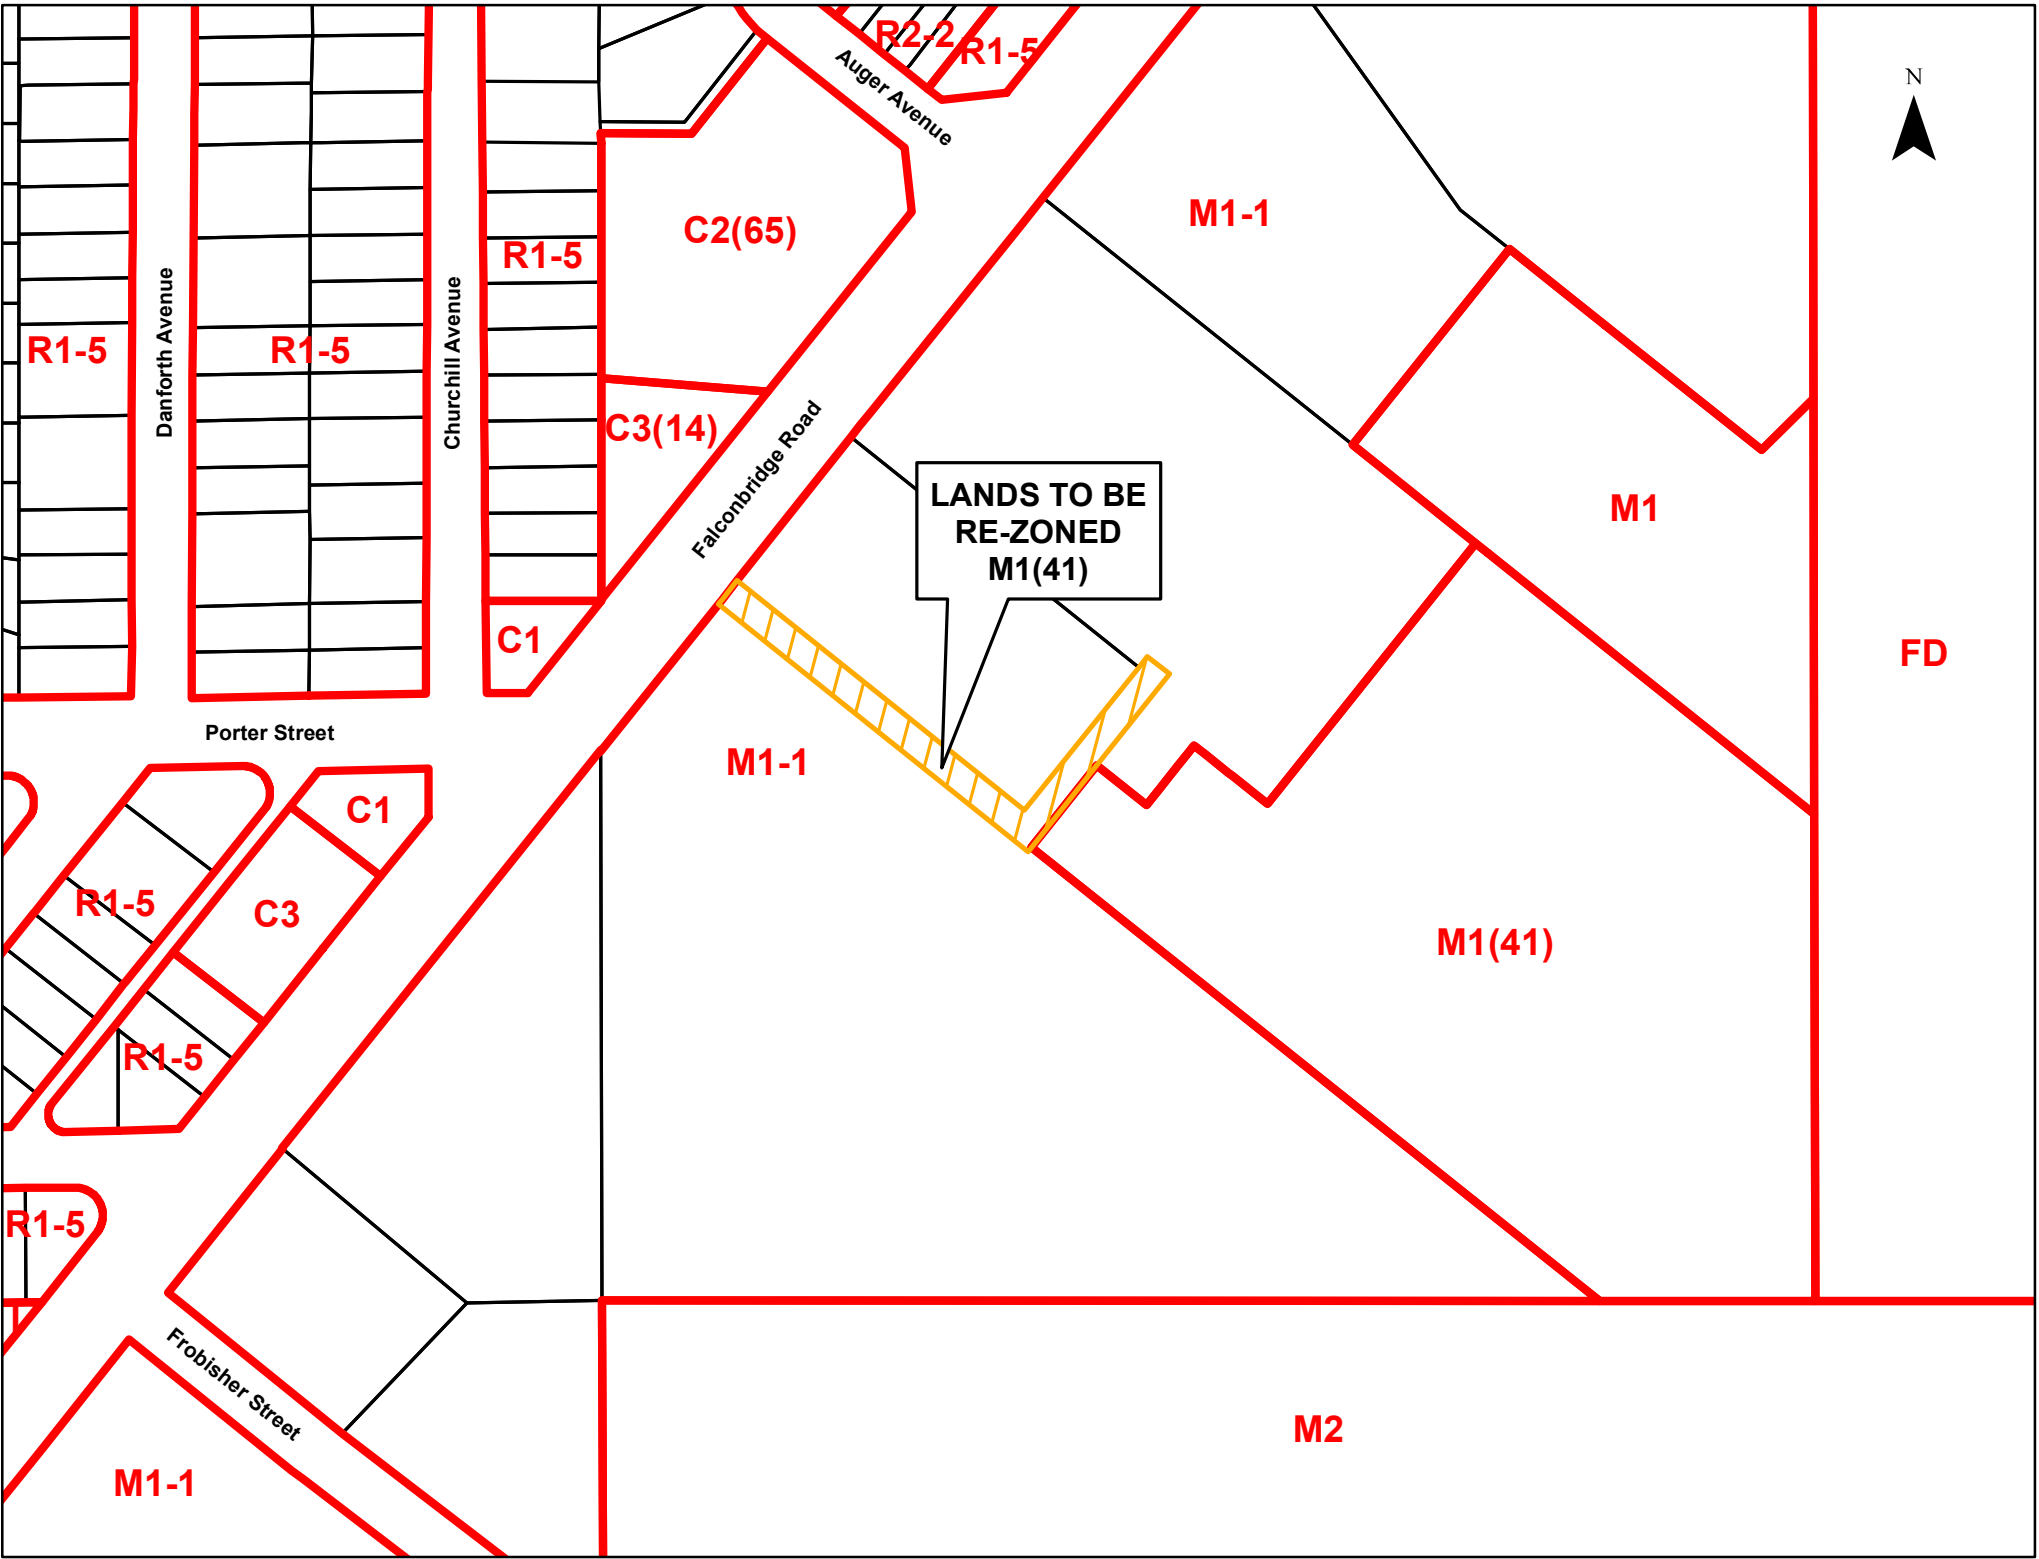 R2-2
R1-5
Auger Avenue
N
M1-1
C2(65)
R1-5
R1-5
Danforth Avenue
R1-5
Churchill Avenue
C3(14)
Falconbridge Road
LANDS TO BE
RE-ZONED
M1(41)
M1
C1
FD
Porter Street
M1-1
C1
R1-5
C3
M1(41)
R1-5
R1-5
Frobisher Street
M2
M1-1